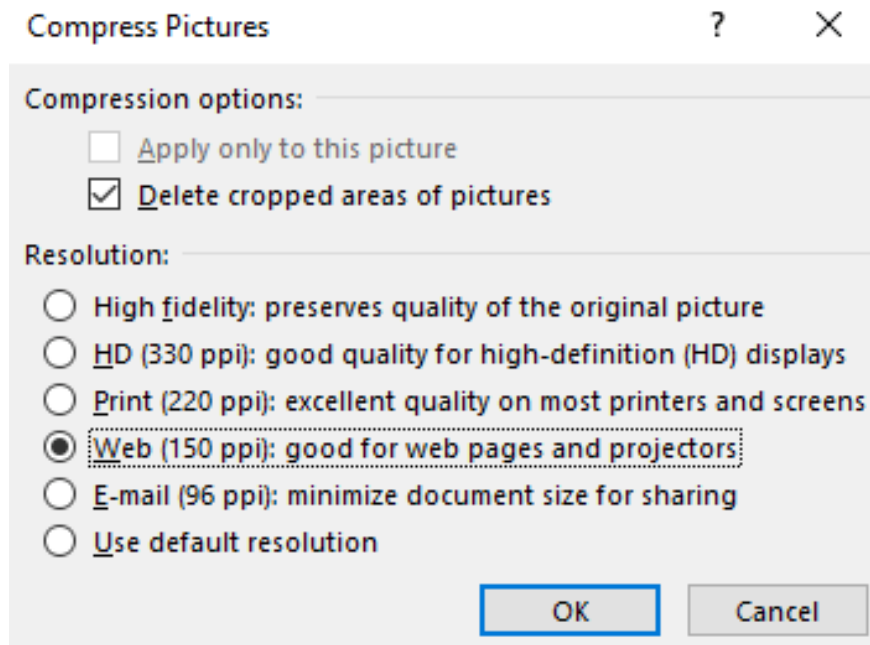 Compress Pictures ?
Compression options:
Apply only to this picture
Delete cropped areas of pictures
Resolution:
High fidelity: preserves quality of the original picture
HD (330 ppi): good quality for high-definition (HD) displays
Print (220 ppi): excellent quality on most printers and screens
Web (150 ppi): good for web pages and projectors
E-mail (96 ppi): minimize document size for sharing
Use default resolution
OK Cancel